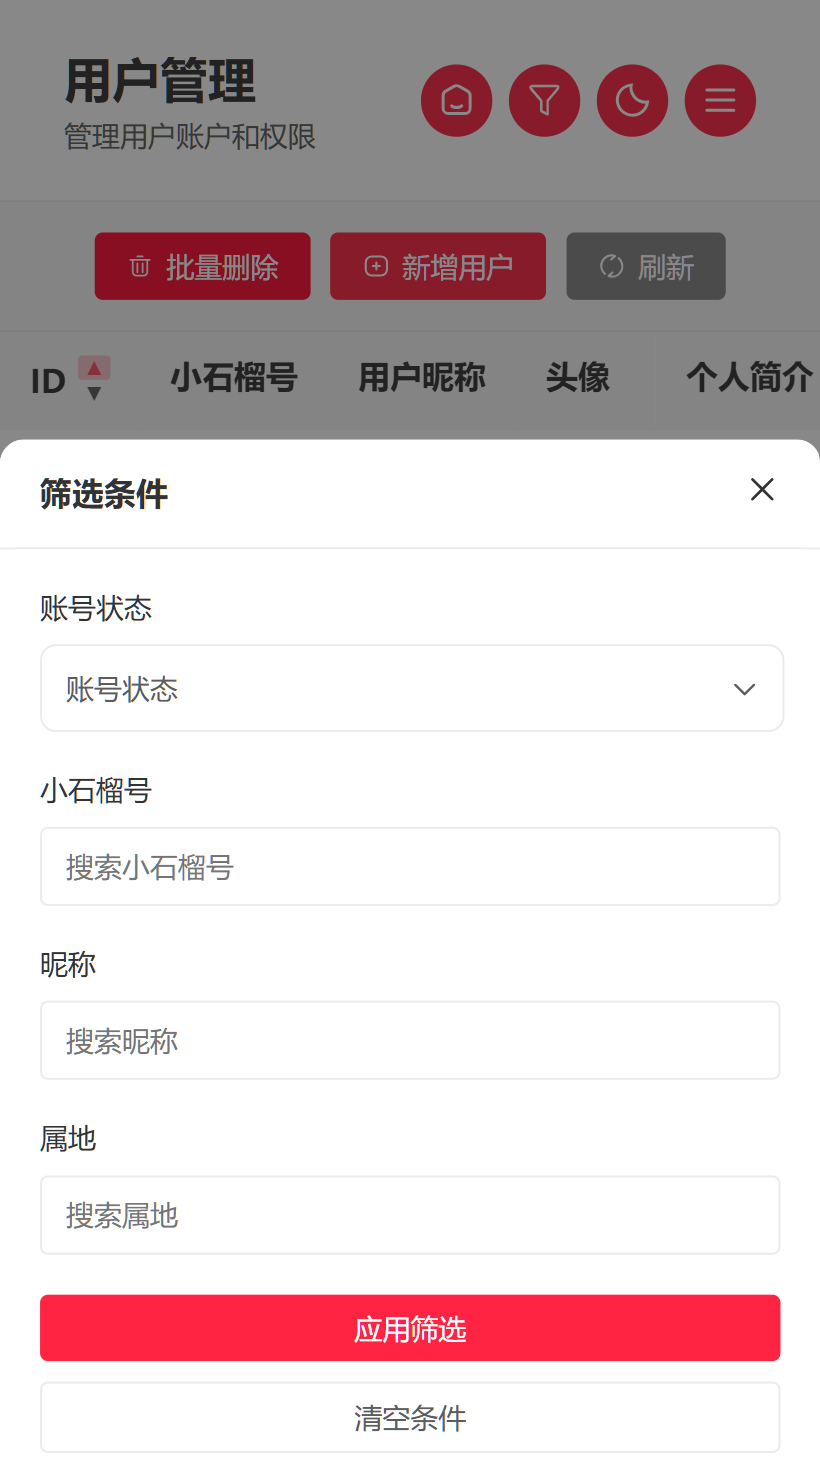 用户管理
管理用户账户和权限
批量删除 新增用户 刷新
ID 小石榴号 用户昵称 头像 个人简介
筛选条件
账号状态
账号状态
小石榴号
搜索小石榴号
昵称
搜索昵称
属地
搜索属地
应用筛选
清空条件